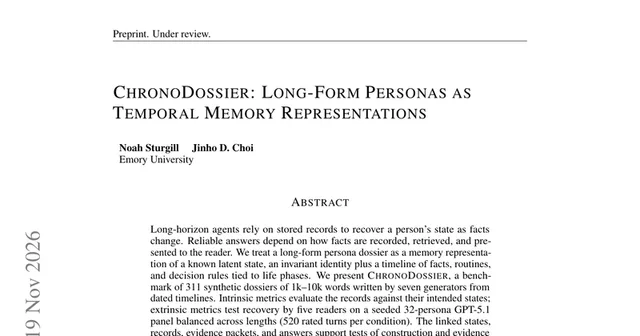 Preprint. Under review.
CHRONODOSSIER: LONG-FORM PERSONAS AS
TEMPORAL MEMORY REPRESENTATIONS
Noah Sturgill Jinho D. Choi
Emory University
ABSTRACT
Long-horizon agents rely on stored records to recover a person's state as facts
change. Reliable answers depend on how facts are recorded, retrieved, and pre-
sented to the reader. We treat a long-form persona dossier as a memory representa-
tion of a known latent state, an invariant identity plus a timeline of facts, routines,
and decision rules tied to life phases. We present CHRONODOSSIER, a bench-
mark of 311 synthetic dossiers of 1k–10k words written by seven generators from
dated timelines. Intrinsic metrics evaluate the records against their intended states;
extrinsic metrics test recovery by five readers on a seeded 32-persona GPT-5.1
panel balanced across lengths (520 rated turns per condition). The linked states,
records, evidence packets, and answers support tests of construction and evidence
19 Nov 2026